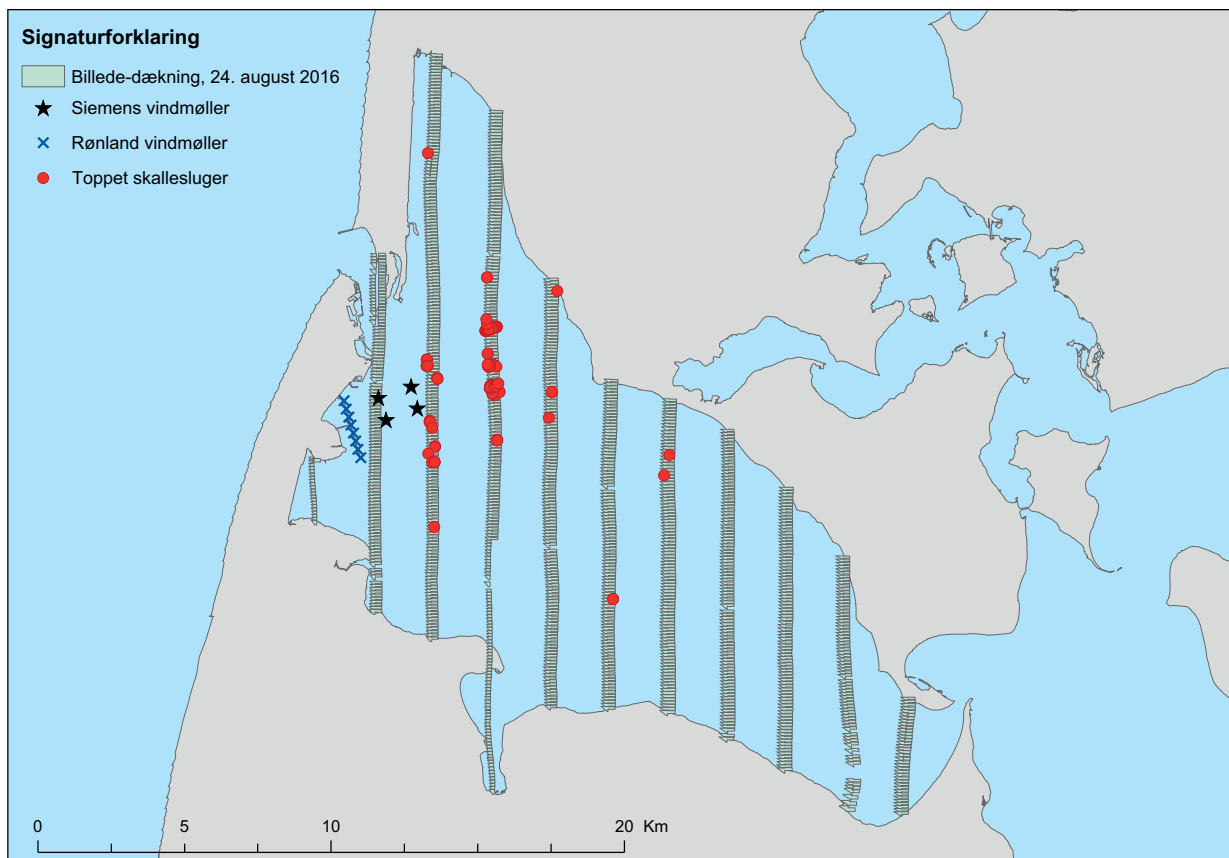 Signaturforklaring
Billede-dækning, 24. august 2016
Siemens vindmøller
Rønland vindmøller
Toppet skallesluger
0 5 10 20 Km